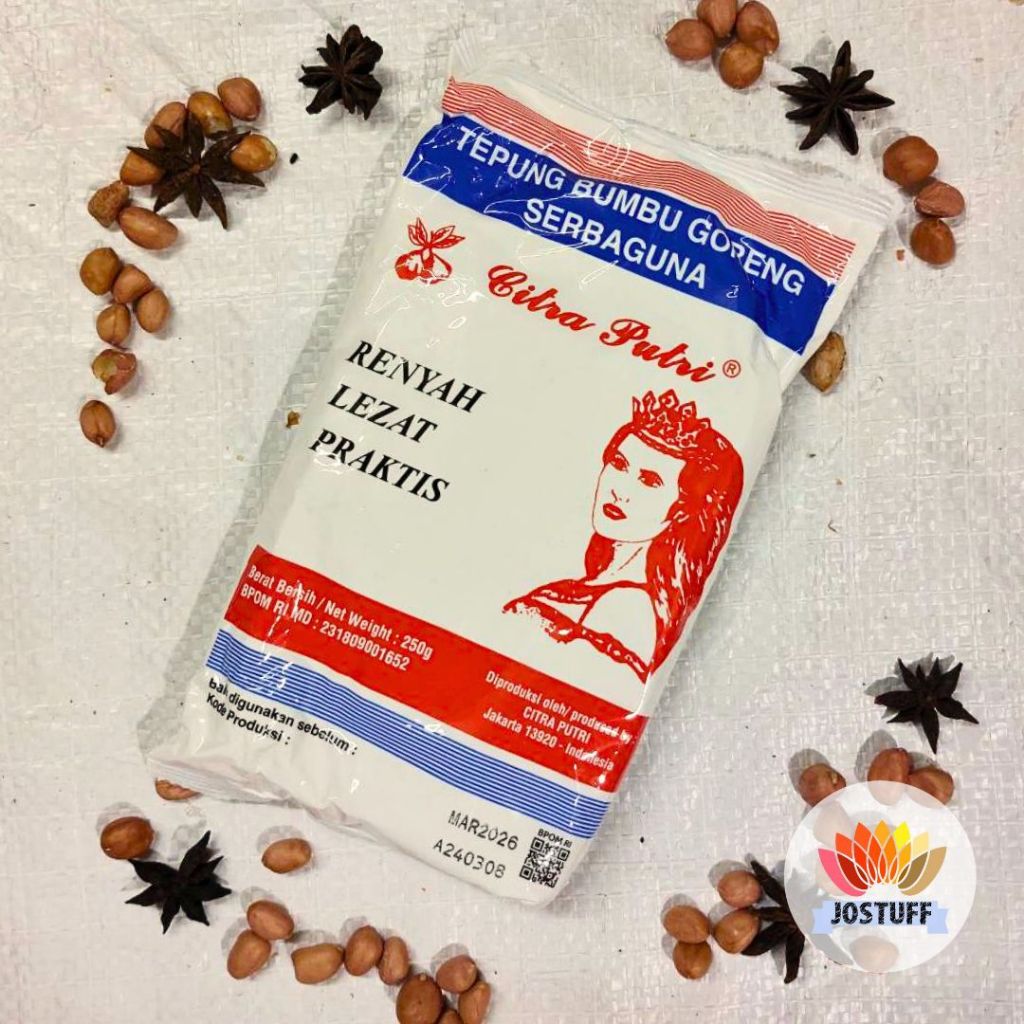 TEPUNG BUMBU GORENG
SERBAGUNA
Citra Putri ®
RENYAH
LEZAT
PRAKTIS
Berat Bersih / Net Weight : 250g
BPOM RI MD : 231809001652
Diproduksi oleh/ produced by
CITRA PUTRI
Jakarta 13920 - Indonesia
baik digunakan sebelum :
Kode Produksi :
MAR2026
A240308
BPOM RI
JOSTUFF